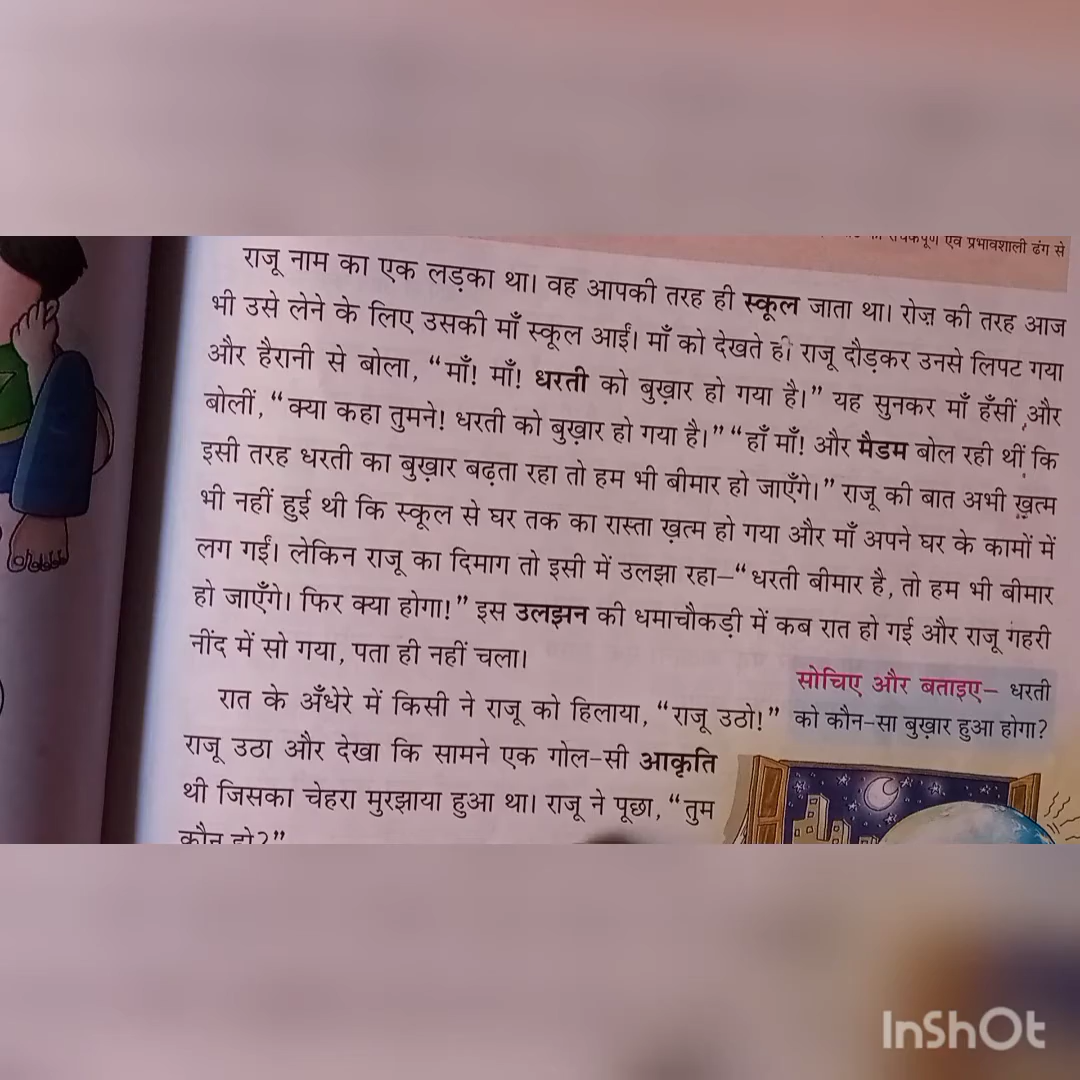 एवं प्रभावशाली ढंग से
राजू नाम का एक लड़का था। वह आपकी तरह ही स्कूल जाता था। रोज़ की तरह आज
भी उसे लेने के लिए उसकी माँ स्कूल आईं। माँ को देखते ही राजू दौड़कर उनसे लिपट गया
और हैरानी से बोला, “माँ! माँ! धरती को बुख़ार हो गया है।” यह सुनकर माँ हँसीं और
बोलीं, “क्या कहा तुमने! धरती को बुख़ार हो गया है।” “हाँ माँ! और मैडम बोल रही थीं कि
इसी तरह धरती का बुख़ार बढ़ता रहा तो हम भी बीमार हो जाएँगे।” राजू की बात अभी ख़त्म
भी नहीं हुई थी कि स्कूल से घर तक का रास्ता ख़त्म हो गया और माँ अपने घर के कामों में
लग गईं। लेकिन राजू का दिमाग तो इसी में उलझा रहा–“धरती बीमार है, तो हम भी बीमार
हो जाएँगे। फिर क्या होगा!” इस उलझन की धमाचौकड़ी में कब रात हो गई और राजू गहरी
नींद में सो गया, पता ही नहीं चला।
सोचिए और बताइए– धरती
को कौन-सा बुख़ार हुआ होगा?
रात के अँधेरे में किसी ने राजू को हिलाया, “राजू उठो!”
राजू उठा और देखा कि सामने एक गोल-सी आकृति
थी जिसका चेहरा मुरझाया हुआ था। राजू ने पूछा, “तुम
कौन हो?”
InShOt